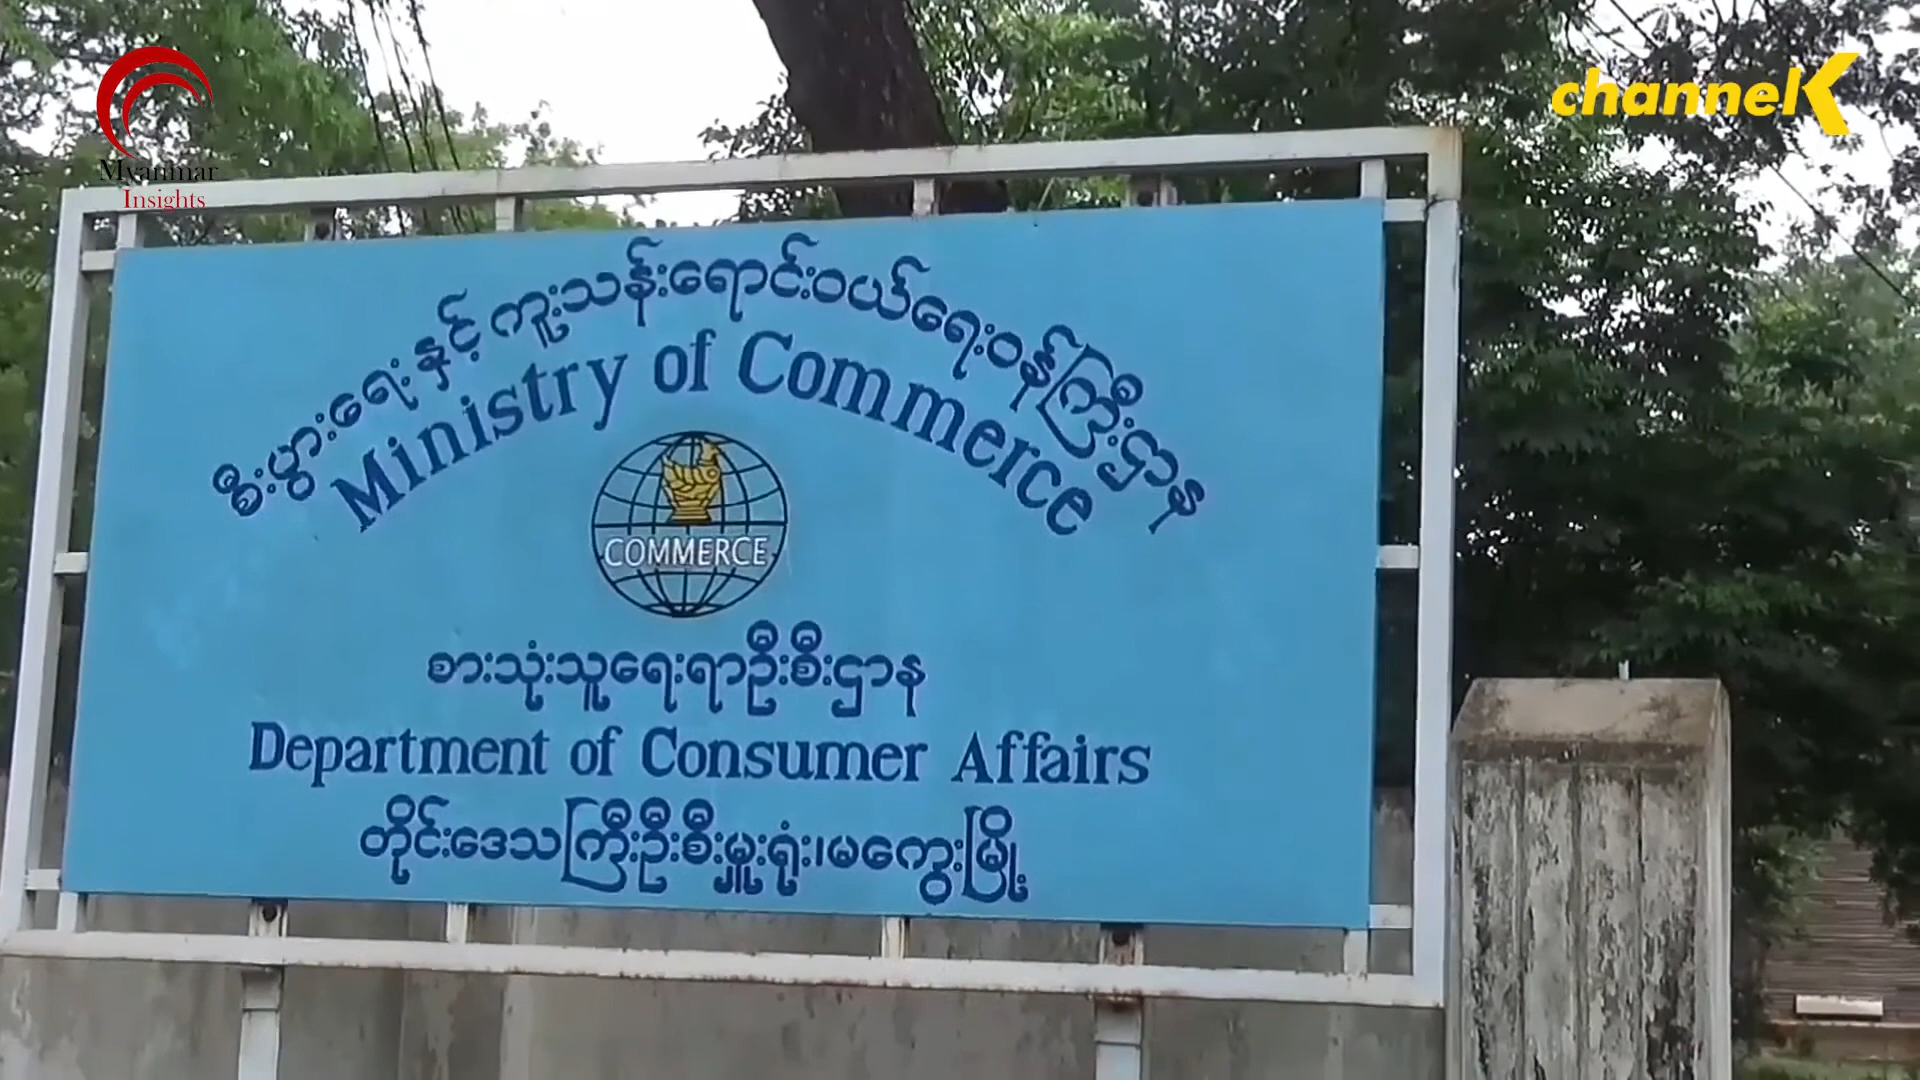 Myanmar
Insights
channelK
စီးပွားရေးနှင့် ကူးသန်းရောင်းဝယ်ရေးဝန်ကြီးဌာန
Ministry of Commerce
COMMERCE
စားသုံးသူရေးရာဦးစီးဌာန
Department of Consumer Affairs
တိုင်းဒေသကြီးဦးစီးမှူးရုံး၊မကွေးမြို့